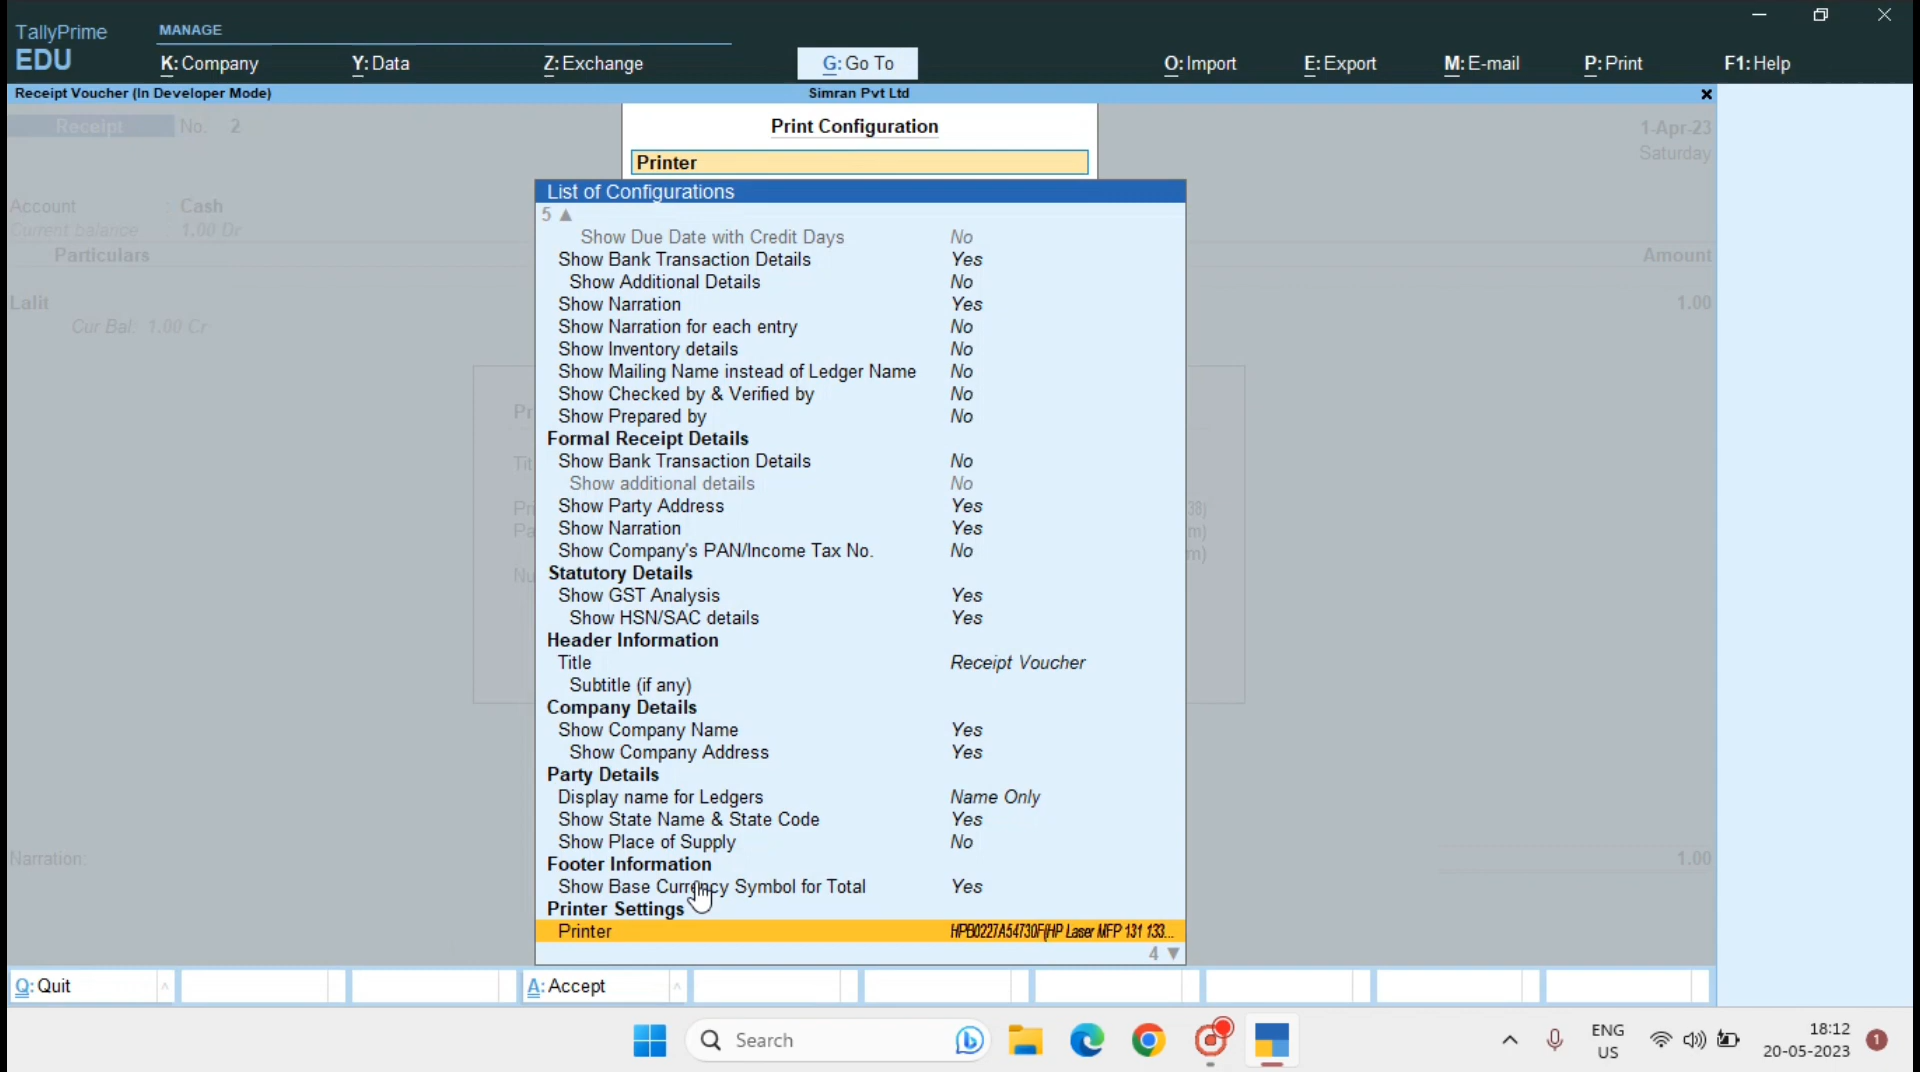 TallyPrime
EDU
MANAGE
K: Company
Y: Data
Z: Exchange
G: Go To
O: Import
E: Export
M: E-mail
P: Print
F1: Help
Receipt Voucher (In Developer Mode)
Simran Pvt Ltd
Receipt No. 2
1-Apr-23
Saturday
Account : Cash
Current balance 1.00 Dr
Particulars
Amount
Lalit
1.00
Cur Bal: 1.00 Cr
Print Configuration
Printer
List of Configurations
5 ▲
Show Due Date with Credit Days No
Show Bank Transaction Details Yes
Show Additional Details No
Show Narration Yes
Show Narration for each entry No
Show Inventory details No
Show Mailing Name instead of Ledger Name No
Show Checked by & Verified by No
Show Prepared by No
Formal Receipt Details
Show Bank Transaction Details No
Show additional details No
Show Party Address Yes
Show Narration Yes
Show Company's PAN/Income Tax No. No
Statutory Details
Show GST Analysis Yes
Show HSN/SAC details Yes
Header Information
Title Receipt Voucher
Subtitle (if any)
Company Details
Show Company Name Yes
Show Company Address Yes
Party Details
Display name for Ledgers Name Only
Show State Name & State Code Yes
Show Place of Supply No
Footer Information
Show Base Currency Symbol for Total Yes
Printer Settings
Printer HPB0227A54730F(HP Laser MFP 131 133...
4 ▼
Narration:
1.00
Q: Quit
A: Accept
Search
ENG
US
18:12
20-05-2023
1